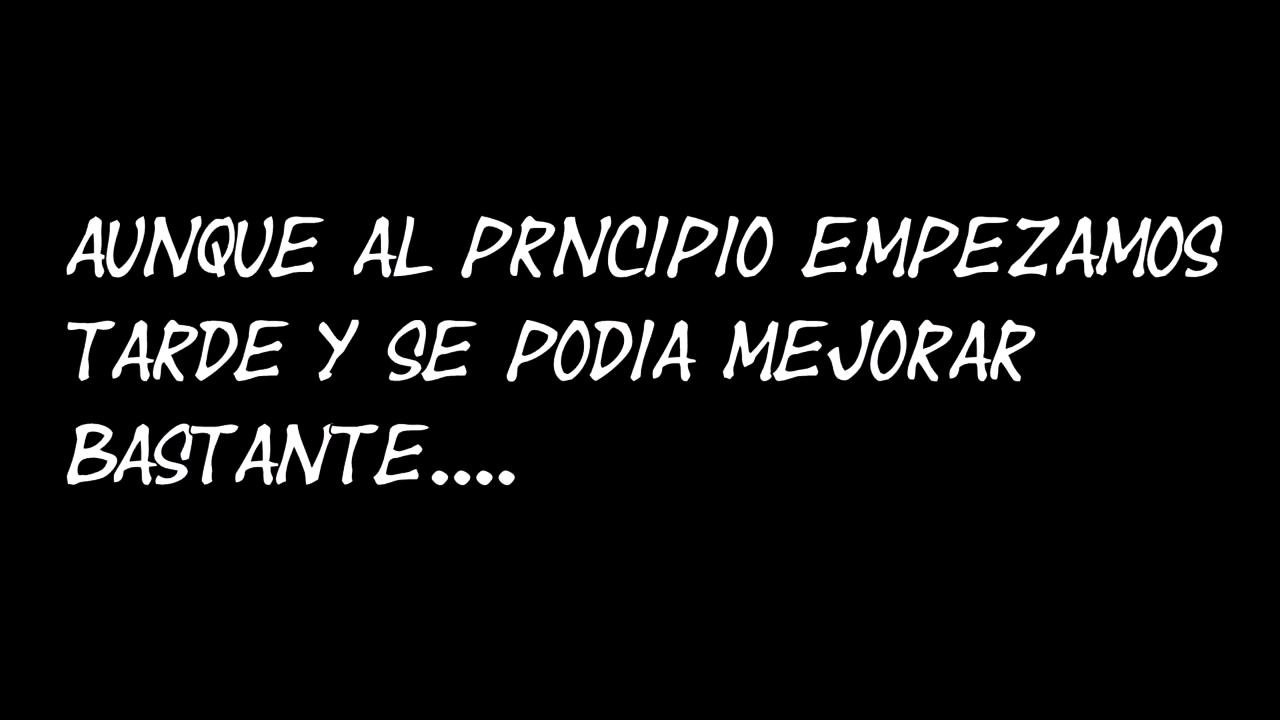 AUNQUE AL PRNCIPIO EMPEZAMOS
TARDE Y SE PODIA MEJORAR
BASTANTE....